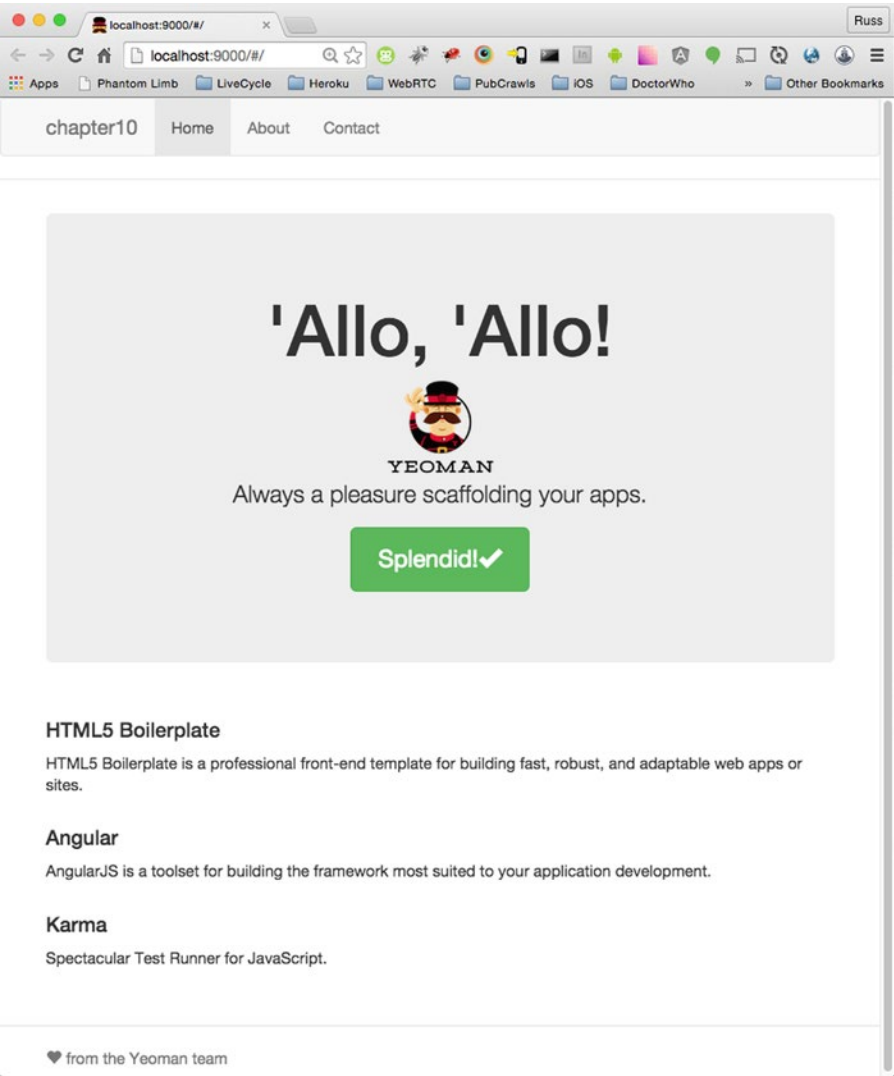 localhost:9000/#/
Russ
localhost:9000/#/
Apps
Phantom Limb
LiveCycle
Heroku
WebRTC
PubCrawls
iOS
DoctorWho
»
Other Bookmarks
chapter10
Home
About
Contact
'Allo, 'Allo!
YEOMAN
Always a pleasure scaffolding your apps.
Splendid!
HTML5 Boilerplate
HTML5 Boilerplate is a professional front-end template for building fast, robust, and adaptable web apps or
sites.
Angular
AngularJS is a toolset for building the framework most suited to your application development.
Karma
Spectacular Test Runner for JavaScript.
from the Yeoman team